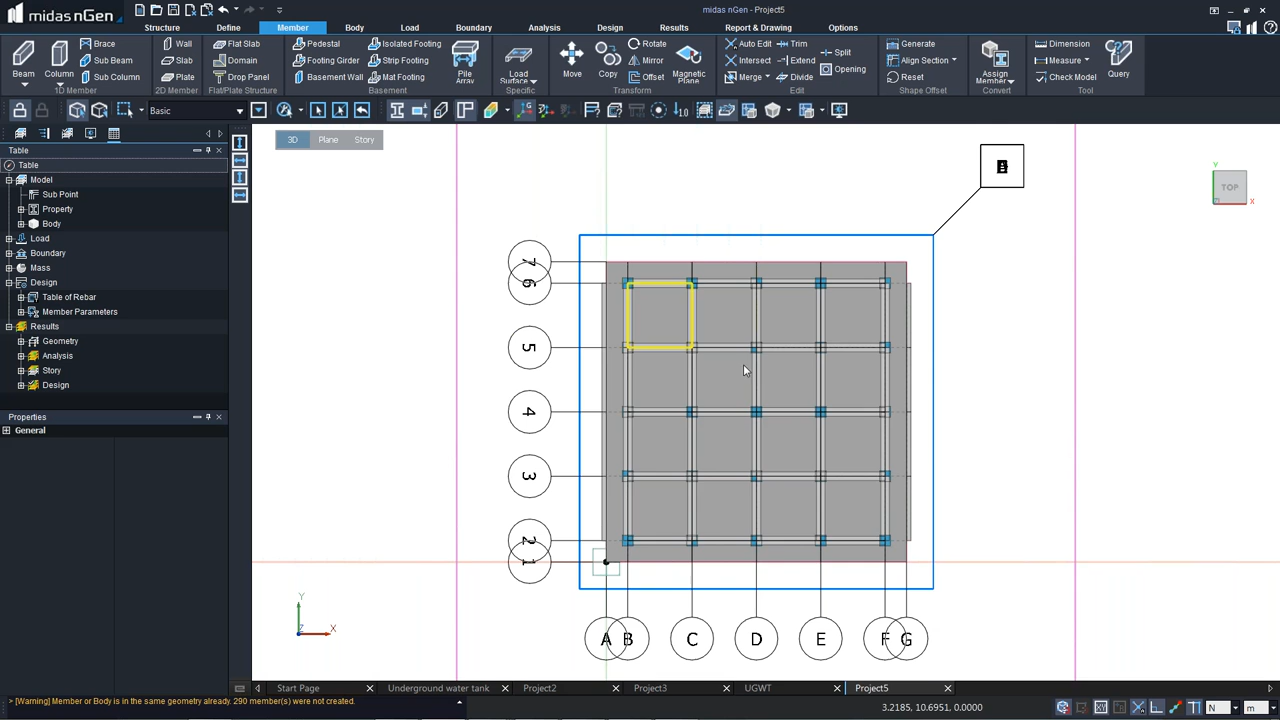 midas nGen
midas nGen - Project5
Structure Define Member Body Load Boundary Analysis Design Results Report & Drawing Options
Beam Column Brace Sub Beam Sub Column
1D Member
Wall Slab Plate
2D Member
Flat Slab Domain Drop Panel
Flat/Plate Structure
Pedestal Footing Girder Basement Wall Isolated Footing Strip Footing Mat Footing Pile Array
Basement
Load Surface
Specific
Move Copy Rotate Mirror Offset Magnetic Plane
Transform
Auto Edit Intersect Merge Trim Extend Divide Split Opening
Edit
Generate Align Section Reset
Shape Offset
Assign Member
Convert
Dimension Measure Check Model Query
Tool
Basic
Table
Table
Model
Sub Point
Property
Body
Load
Boundary
Mass
Design
Table of Rebar
Member Parameters
Results
Geometry
Analysis
Story
Design
Properties
General
3D Plane Story
TOP
Y
X
7
6
5
4
3
2
1
Y
Z X
A B C D E F G
Start Page Underground water tank Project2 Project3 UGWT Project5
> [Warning] Member or Body is in the same geometry already. 290 member(s) were not created.
3.2185, 10.6951, 0.0000
N m